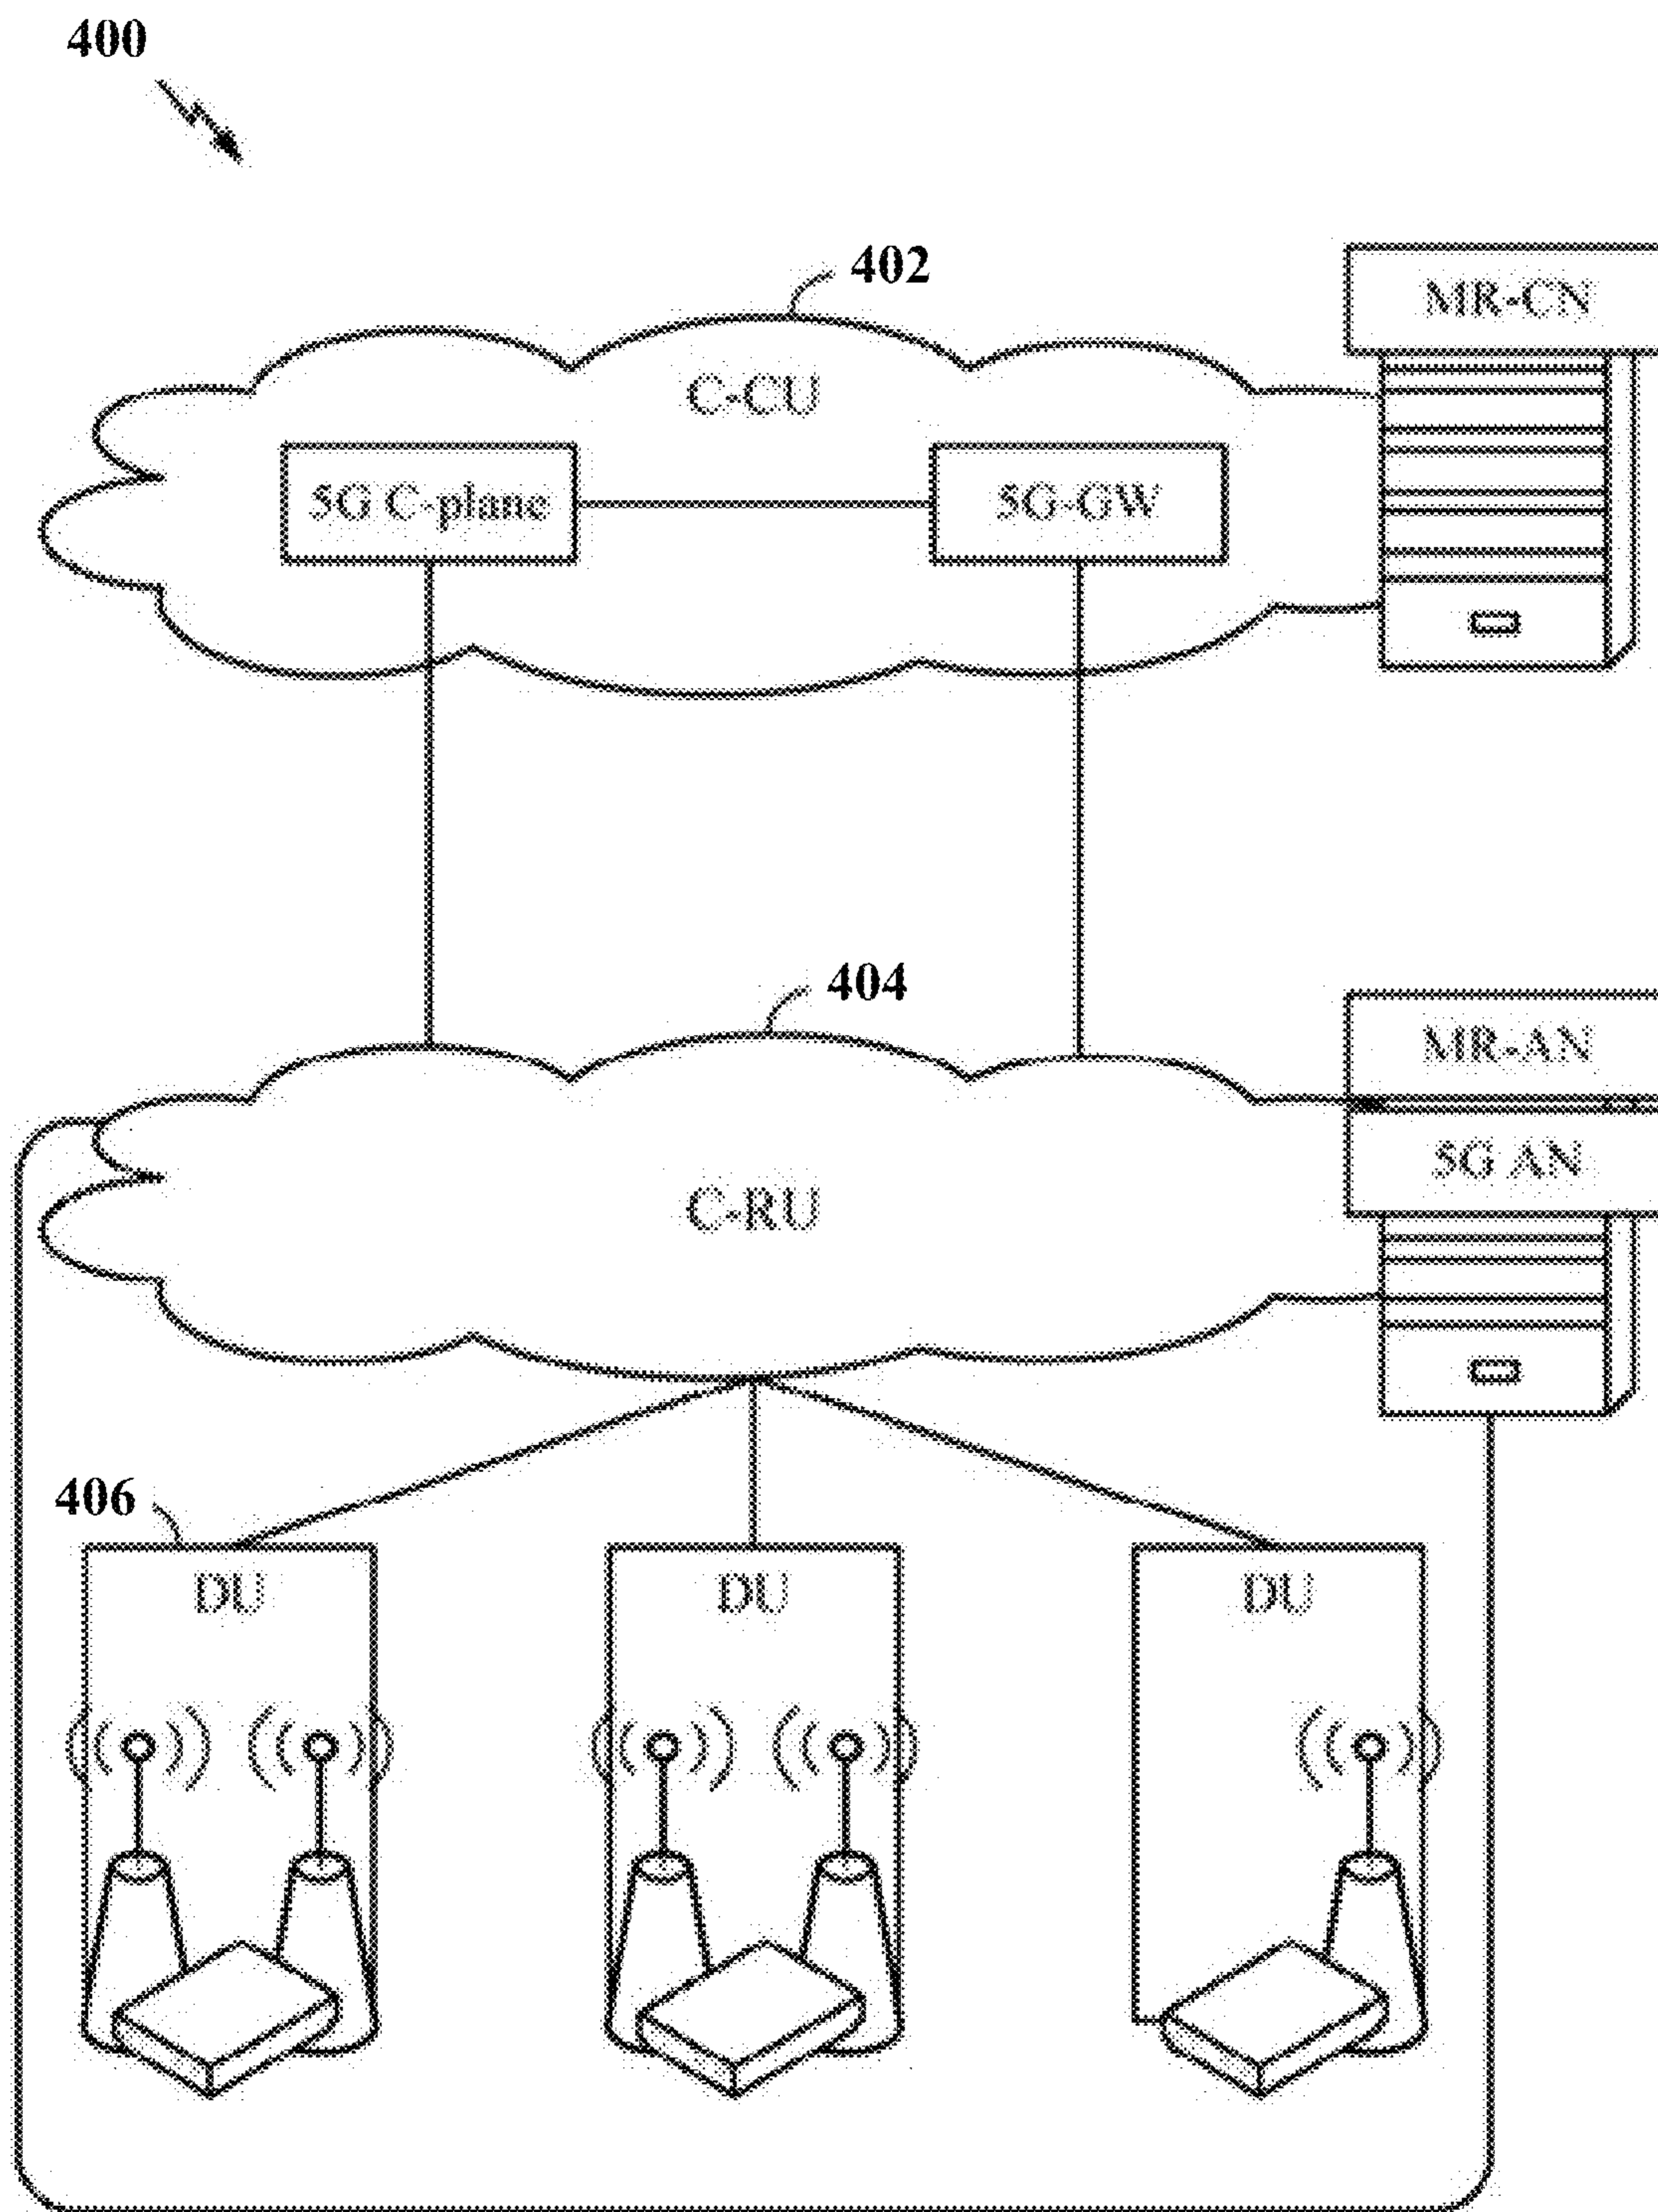 400
402
MR-CN
C-CU
5G C-plane
5G-GW
404
MR-AN
5G AN
C-RU
406
DU
DU
DU